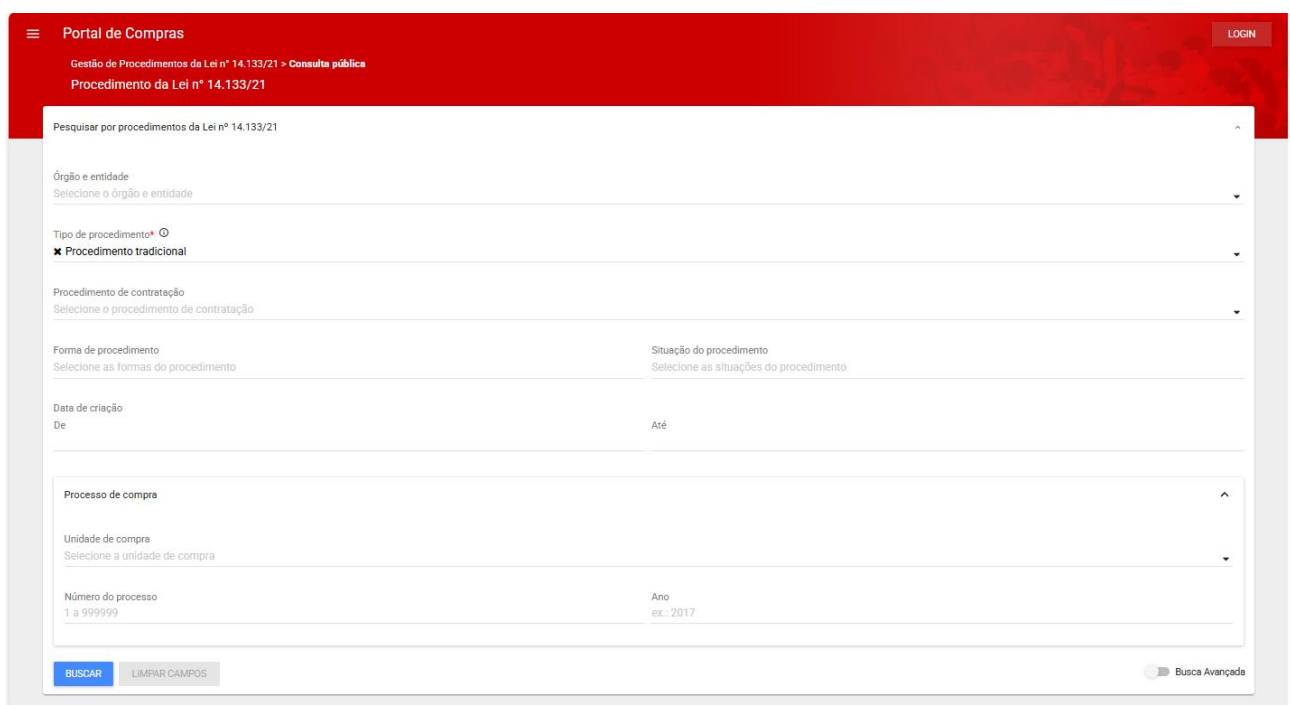 Portal de Compras
LOGIN
Gestão de Procedimentos da Lei n° 14.133/21 > Consulta pública
Procedimento da Lei n° 14.133/21
Pesquisar por procedimentos da Lei nº 14.133/21
Órgão e entidade
Selecione o órgão e entidade
Tipo de procedimento*
Procedimento tradicional
Procedimento de contratação
Selecione o procedimento de contratação
Forma de procedimento
Selecione as formas do procedimento
Situação do procedimento
Selecione as situações do procedimento
Data de criação
De
Até
Processo de compra
Unidade de compra
Selecione a unidade de compra
Número do processo
1 a 999999
Ano
ex.: 2017
BUSCAR
LIMPAR CAMPOS
Busca Avançada